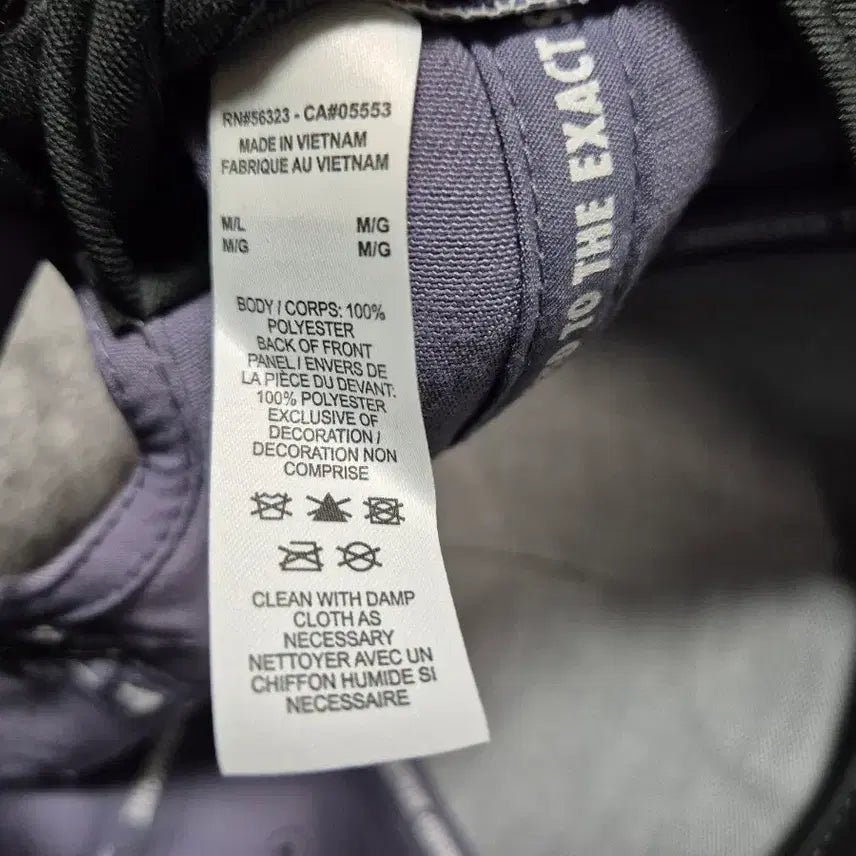 RN#56323 - CA#05553
MADE IN VIETNAM
FABRIQUE AU VIETNAM
M/L M/G
M/G M/G
BODY / CORPS: 100%
POLYESTER
BACK OF FRONT
PANEL / ENVERS DE
LA PIÈCE DU DEVANT:
100% POLYESTER
EXCLUSIVE OF
DECORATION /
DECORATION NON
COMPRISE
CLEAN WITH DAMP
CLOTH AS
NECESSARY
NETTOYER AVEC UN
CHIFFON HUMIDE SI
NECESSAIRE
TO THE EXACT